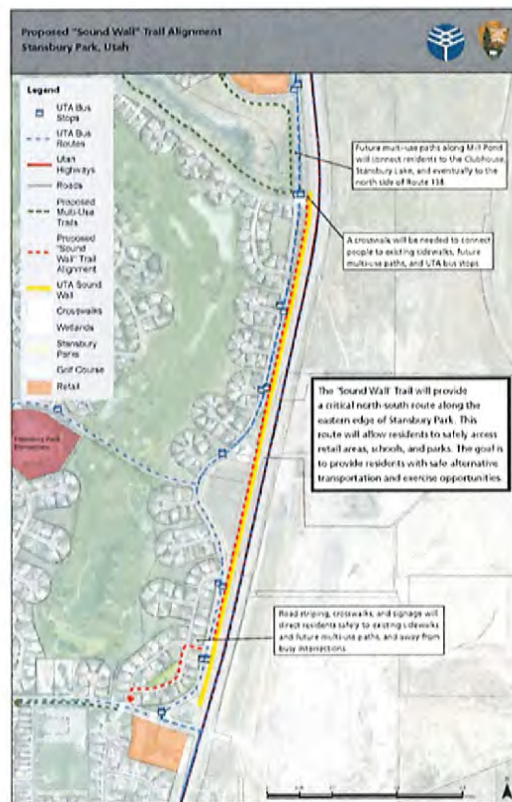 Proposed "Sound Wall" Trail Alignment
Stansbury Park, Utah
Legend
UTA Bus
Stops
UTA Bus
Routes
Utah
Highways
Roads
Proposed
Multi-Use
Trails
Proposed
"Sound
Wall" Trail
Alignment
UTA Sound
Wall
Crosswalks
Wetlands
Stansbury
Parks
Golf Course
Retail
Future multi-use paths along Mill Pond
will connect residents to the Clubhouse,
Stansbury Lake, and eventually to the
north side of Route 138
A crosswalk will be needed to connect
people to existing sidewalks, future
multi-use paths, and UTA bus stops
The "Sound Wall" Trail will provide
a critical north-south route along the
eastern edge of Stansbury Park. This
route will allow residents to safely access
retail areas, schools, and parks. The goal is
to provide residents with safe alternative
transportation and exercise opportunities.
Stansbury Park
Elementary
Road striping, crosswalks, and signage will
direct residents safely to existing sidewalks
and future multi-use paths, and away from
busy intersections